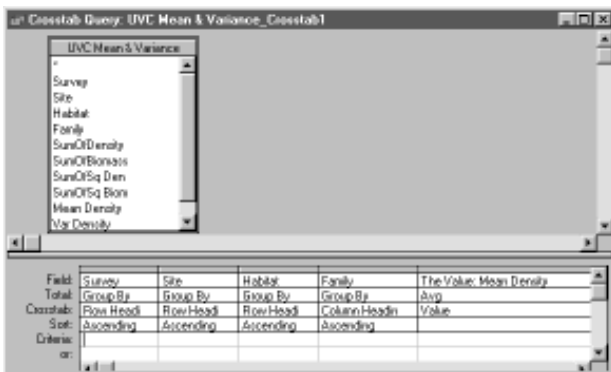 Crosstab Query: UVC Mean & Variance_Crosstab1
UVC Mean & Variance
*
Survey
Site
Habitat
Family
SumOfDensity
SumOfBiomass
SumOfSq Den
SumOfSq Biom
Mean Density
Var Density
Field: Survey Site Habitat Family The Value: Mean Density
Total: Group By Group By Group By Group By Avg
Crosstab: Row Headi Row Headi Row Headi Column Headin Value
Sort: Ascending Ascending Ascending Ascending
Criteria:
or: